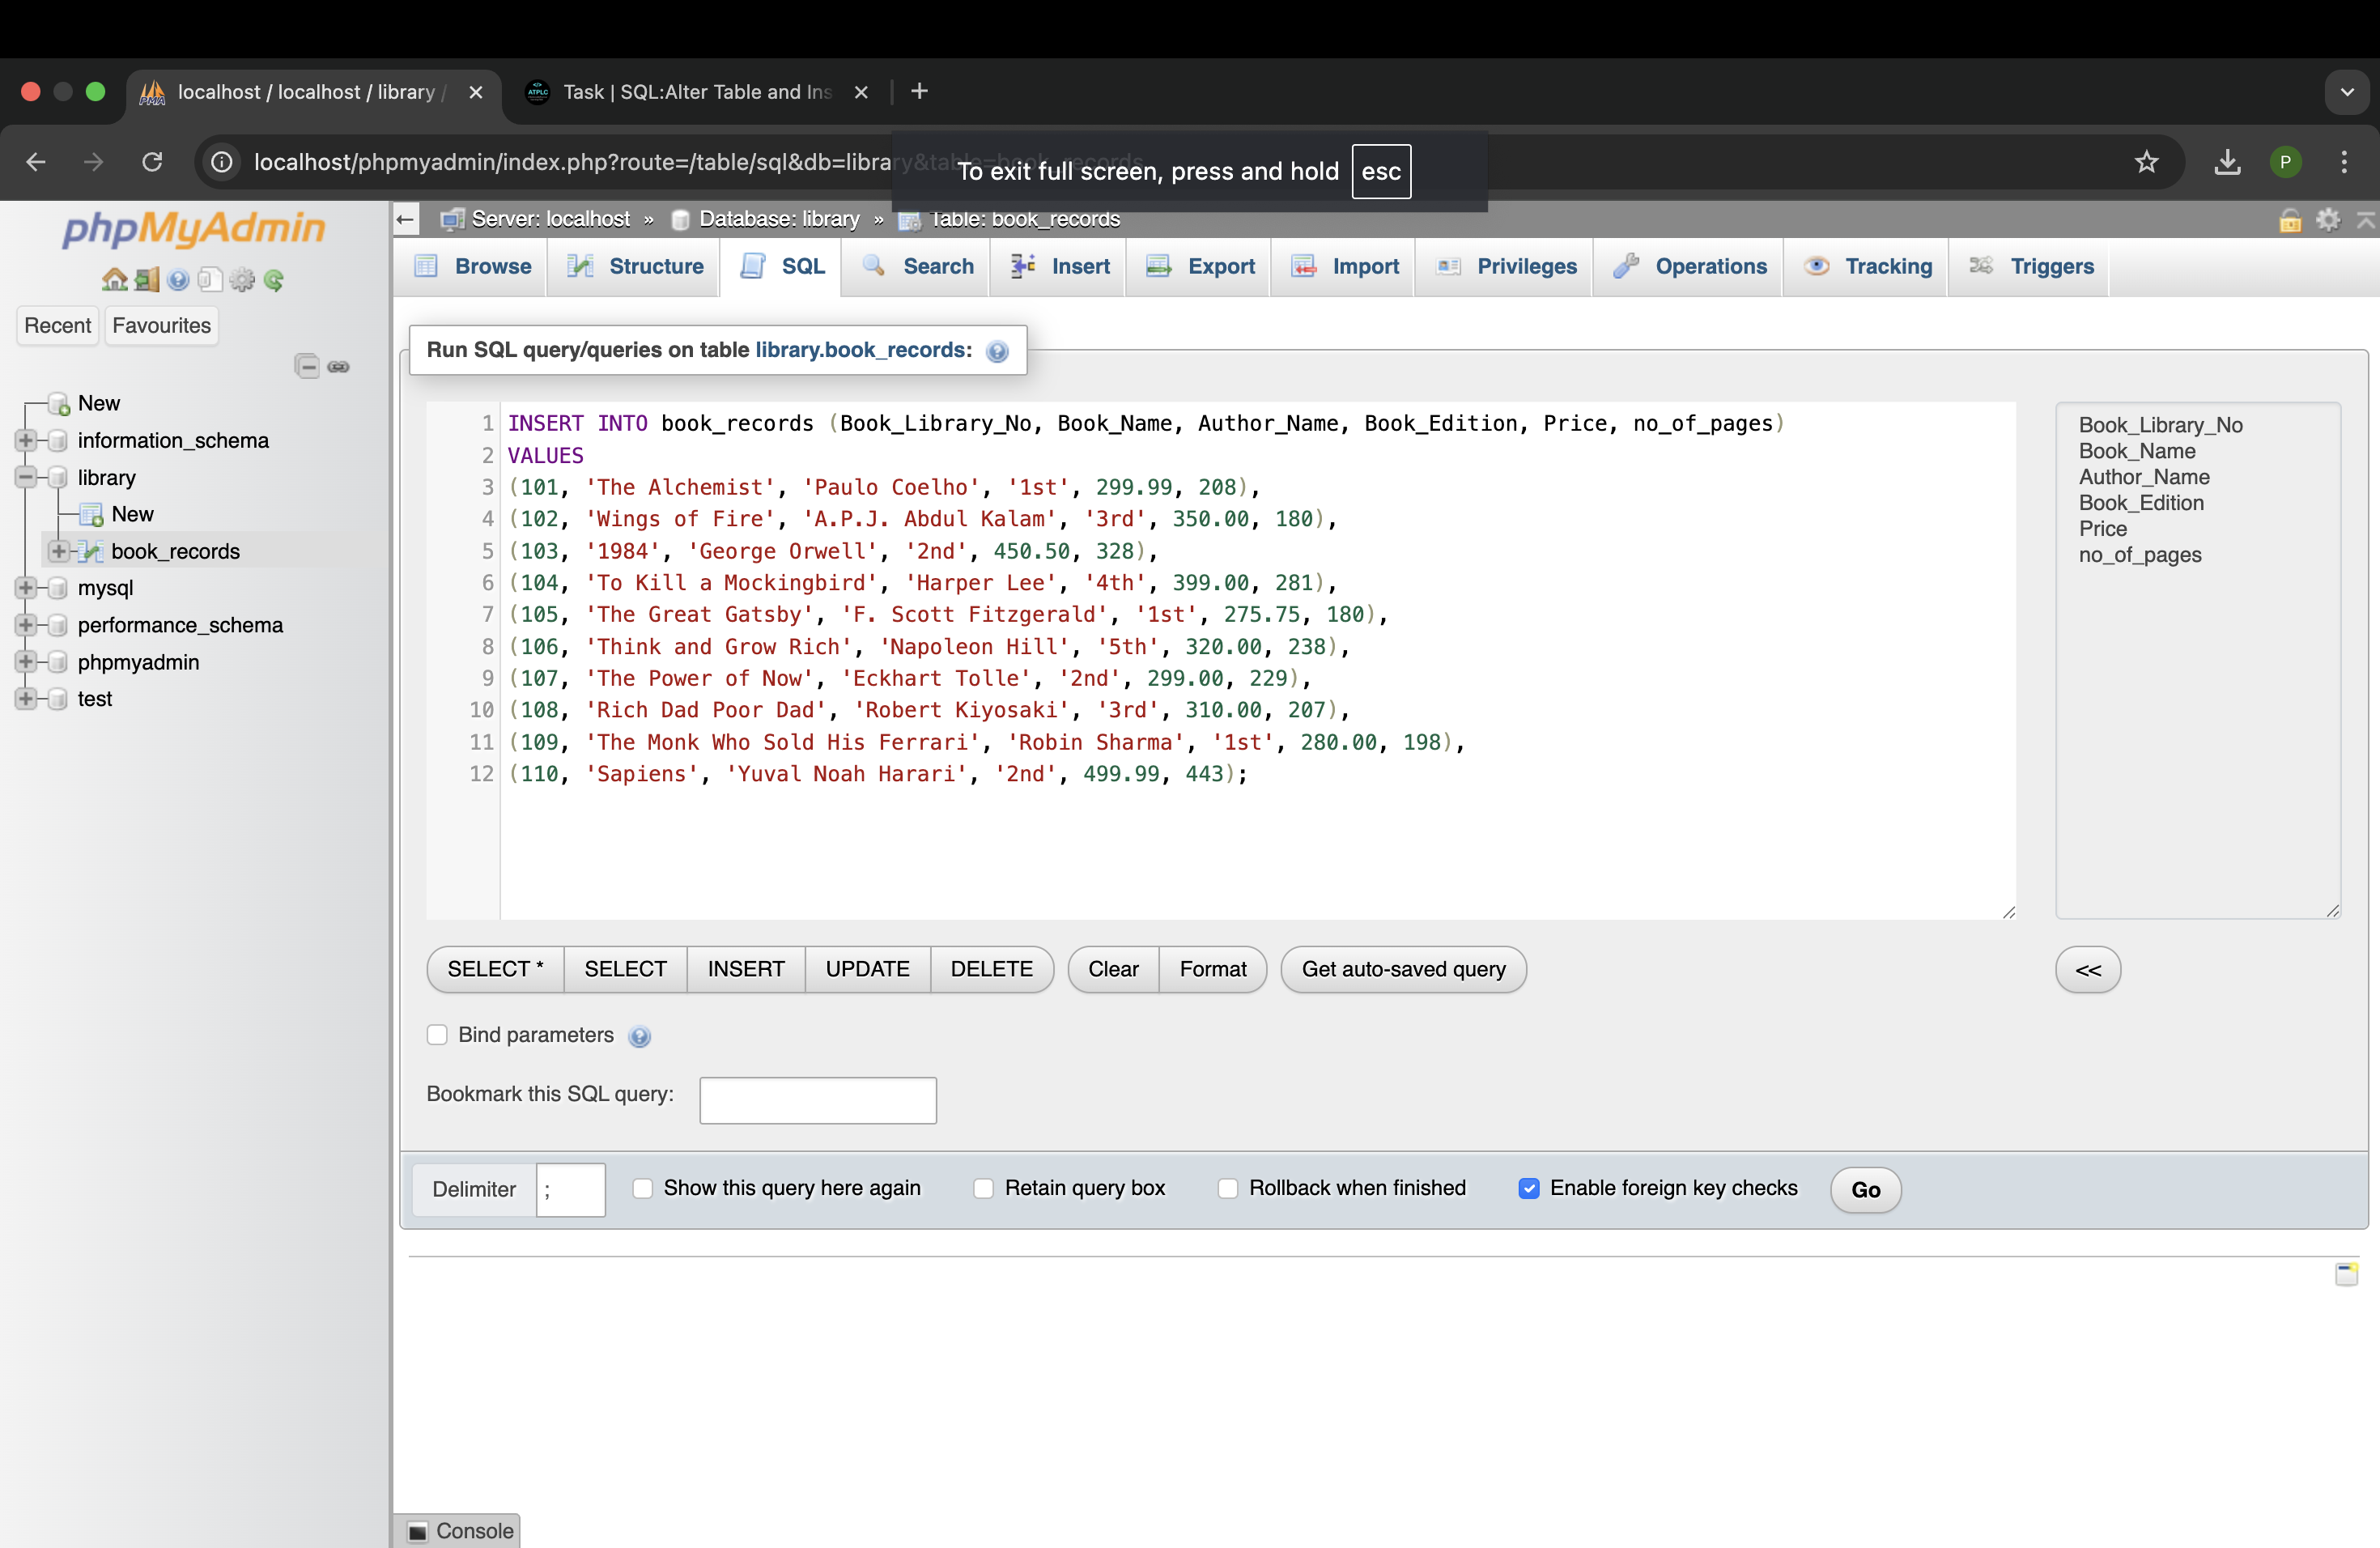 localhost / localhost / library /
Task | SQL:Alter Table and Ins
localhost/phpmyadmin/index.php?route=/table/sql&db=library&table=book_records
To exit full screen, press and hold esc
P
phpMyAdmin
Recent
Favourites
New
information_schema
library
New
book_records
mysql
performance_schema
phpmyadmin
test
Server: localhost » Database: library » Table: book_records
Browse
Structure
SQL
Search
Insert
Export
Import
Privileges
Operations
Tracking
Triggers
Run SQL query/queries on table library.book_records:
1 INSERT INTO book_records (Book_Library_No, Book_Name, Author_Name, Book_Edition, Price, no_of_pages)
2 VALUES
3 (101, 'The Alchemist', 'Paulo Coelho', '1st', 299.99, 208),
4 (102, 'Wings of Fire', 'A.P.J. Abdul Kalam', '3rd', 350.00, 180),
5 (103, '1984', 'George Orwell', '2nd', 450.50, 328),
6 (104, 'To Kill a Mockingbird', 'Harper Lee', '4th', 399.00, 281),
7 (105, 'The Great Gatsby', 'F. Scott Fitzgerald', '1st', 275.75, 180),
8 (106, 'Think and Grow Rich', 'Napoleon Hill', '5th', 320.00, 238),
9 (107, 'The Power of Now', 'Eckhart Tolle', '2nd', 299.00, 229),
10 (108, 'Rich Dad Poor Dad', 'Robert Kiyosaki', '3rd', 310.00, 207),
11 (109, 'The Monk Who Sold His Ferrari', 'Robin Sharma', '1st', 280.00, 198),
12 (110, 'Sapiens', 'Yuval Noah Harari', '2nd', 499.99, 443);
Book_Library_No
Book_Name
Author_Name
Book_Edition
Price
no_of_pages
SELECT * SELECT INSERT UPDATE DELETE Clear Format Get auto-saved query <<
Bind parameters
Bookmark this SQL query:
Delimiter ; Show this query here again Retain query box Rollback when finished Enable foreign key checks Go
Console